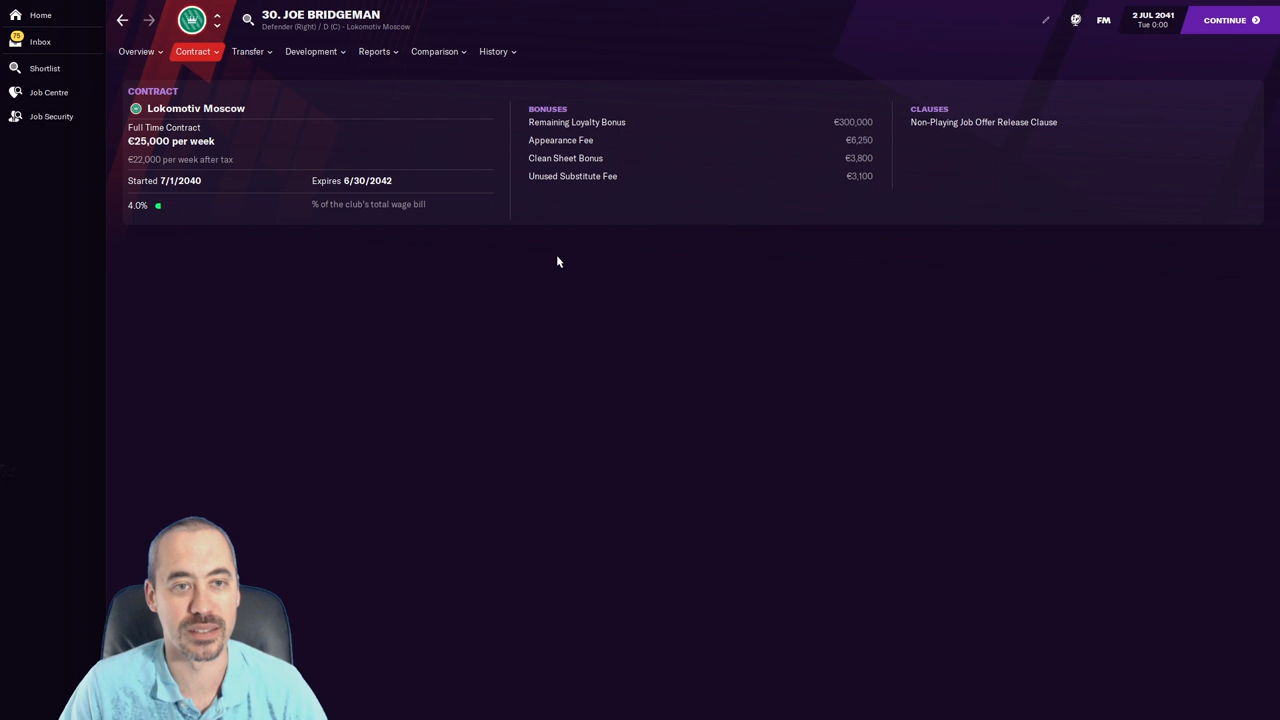 Home
75
Inbox
Shortlist
Job Centre
Job Security
30. JOE BRIDGEMAN
Defender (Right) / D (C) - Lokomotiv Moscow
FM
2 JUL 2041
Tue 0:00
CONTINUE
Overview
Contract
Transfer
Development
Reports
Comparison
History
CONTRACT
Lokomotiv Moscow
Full Time Contract
€25,000 per week
€22,000 per week after tax
Started 7/1/2040
Expires 6/30/2042
4.0%
% of the club's total wage bill
BONUSES
Remaining Loyalty Bonus €300,000
Appearance Fee €6,250
Clean Sheet Bonus €3,800
Unused Substitute Fee €3,100
CLAUSES
Non-Playing Job Offer Release Clause